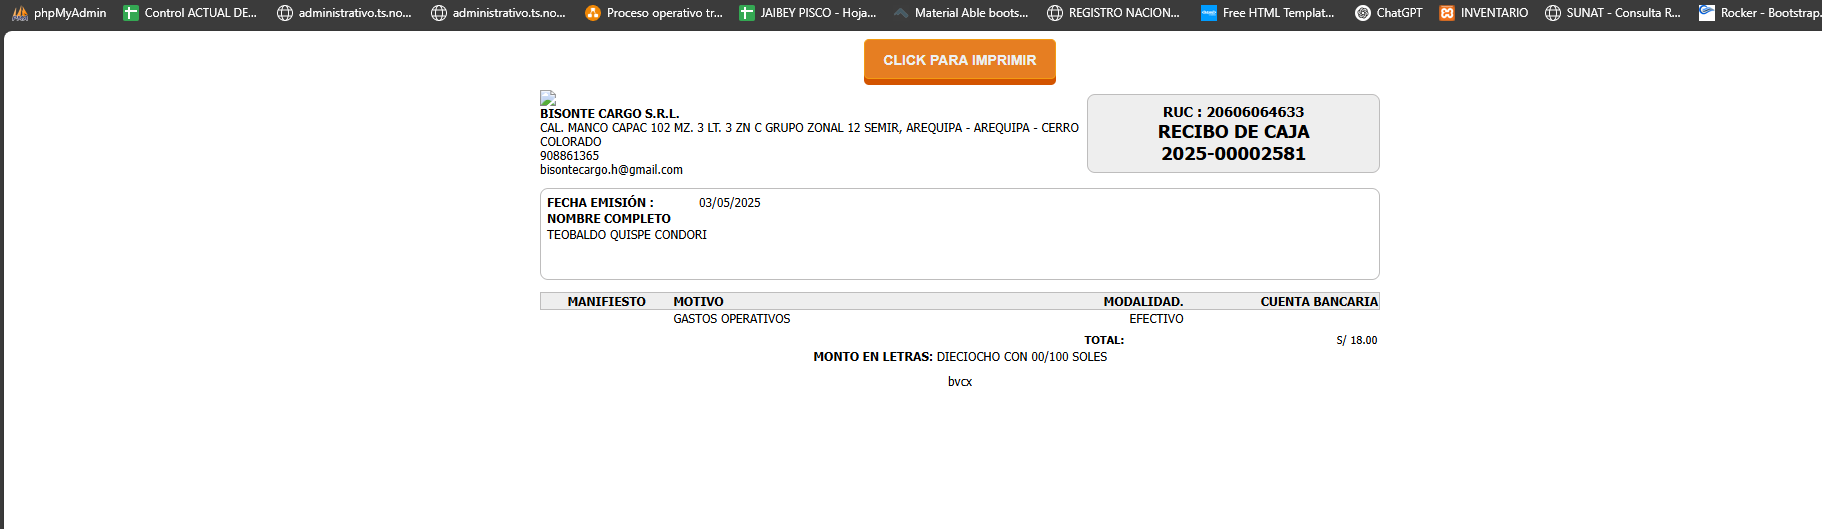 phpMyAdmin Control ACTUAL DE... administrativo.ts.no... administrativo.ts.no... Proceso operativo tr... JAIBEY PISCO - Hoja... Material Able boots... REGISTRO NACION... Free HTML Templat... ChatGPT INVENTARIO SUNAT - Consulta R... Rocker - Bootstrap.
CLICK PARA IMPRIMIR
BISONTE CARGO S.R.L.
CAL. MANCO CAPAC 102 MZ. 3 LT. 3 ZN C GRUPO ZONAL 12 SEMIR, AREQUIPA - AREQUIPA - CERRO
COLORADO
908861365
bisontecargo.h@gmail.com
RUC : 20606064633
RECIBO DE CAJA
2025-00002581
FECHA EMISIÓN : 03/05/2025
NOMBRE COMPLETO
TEOBALDO QUISPE CONDORI
MANIFIESTO MOTIVO MODALIDAD. CUENTA BANCARIA
GASTOS OPERATIVOS EFECTIVO
TOTAL: S/ 18.00
MONTO EN LETRAS: DIECIOCHO CON 00/100 SOLES
bvcx